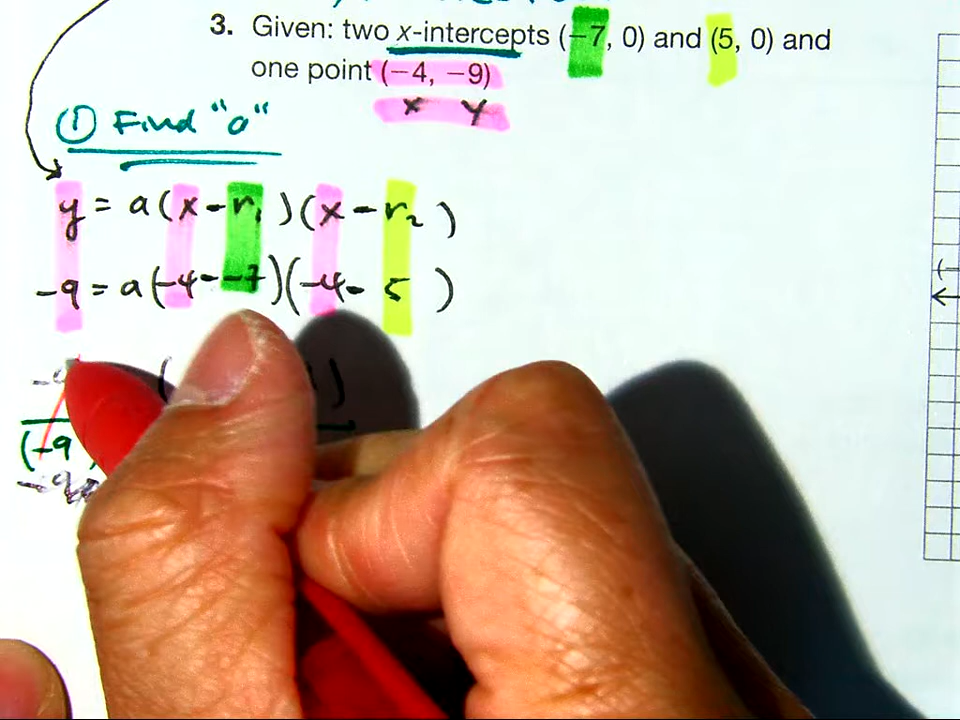 3. Given: two x-intercepts (−7, 0) and (5, 0) and
one point (−4, −9)
x y
① Find "a"
y = a(x − r₁)(x − r₂)
-9 = a(-4 - -7)(-4 - 5)
(-9